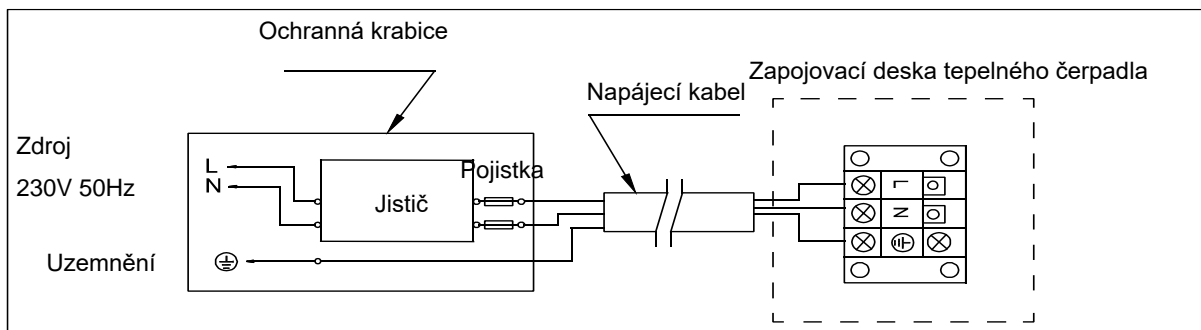 Ochranná krabice
Zapojovací deska tepelného čerpadla
Napájecí kabel
Zdroj
230V 50Hz
L
N
Pojistka
Jistič
Uzemnění
L
N